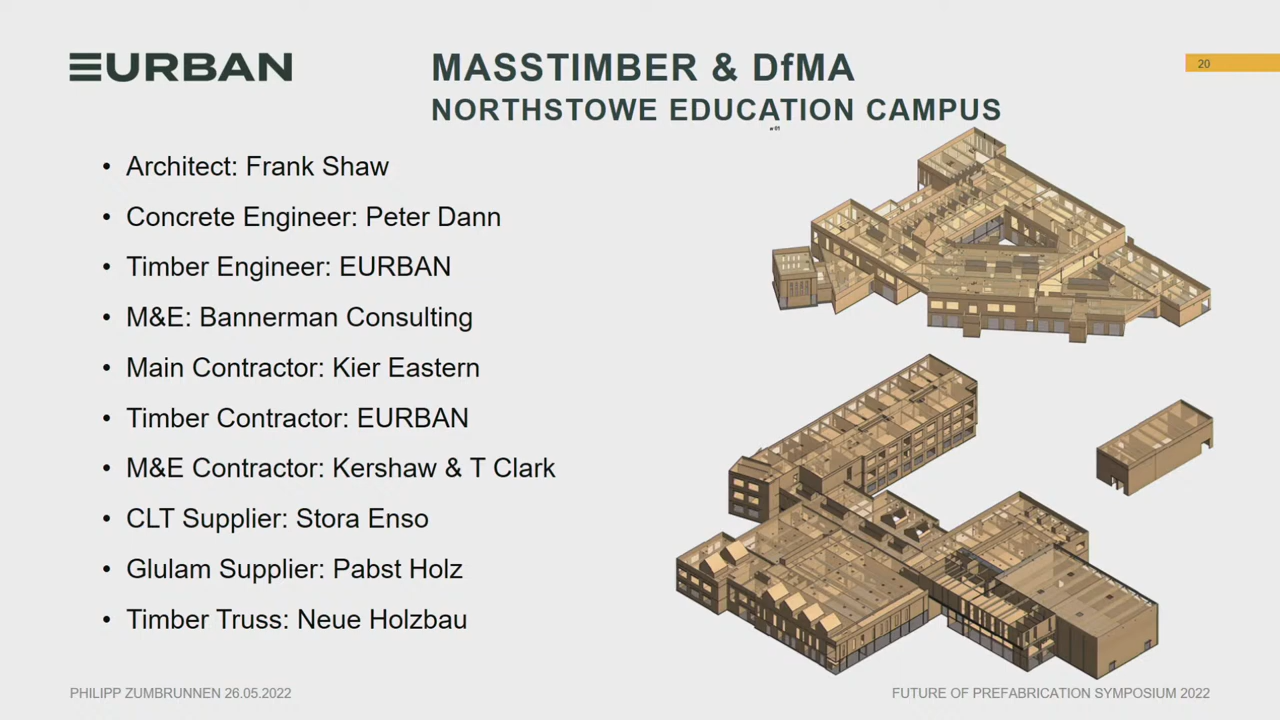 EURBAN
MASSTIMBER & DfMA
20
NORTHSTOWE EDUCATION CAMPUS
• Architect: Frank Shaw
• Concrete Engineer: Peter Dann
• Timber Engineer: EURBAN
• M&E: Bannerman Consulting
• Main Contractor: Kier Eastern
• Timber Contractor: EURBAN
• M&E Contractor: Kershaw & T Clark
• CLT Supplier: Stora Enso
• Glulam Supplier: Pabst Holz
• Timber Truss: Neue Holzbau
PHILIPP ZUMBRUNNEN 26.05.2022
FUTURE OF PREFABRICATION SYMPOSIUM 2022